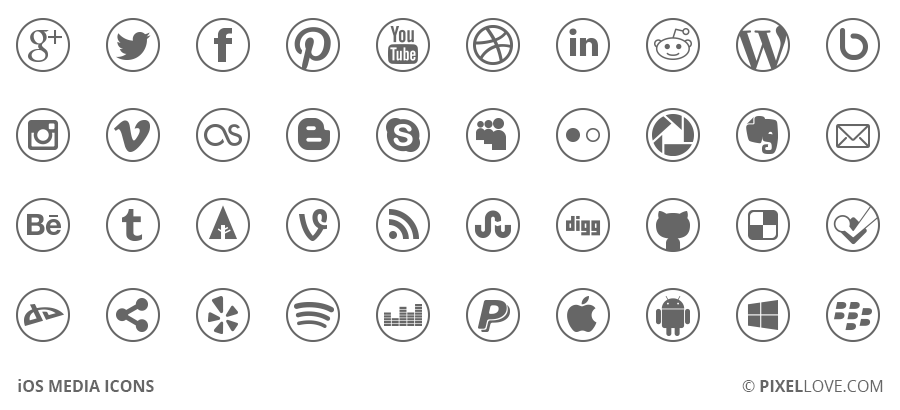 g+
You
Tube
in
W
b
S
Bē
t
digg
iOS MEDIA ICONS
© PIXELLOVE.COM